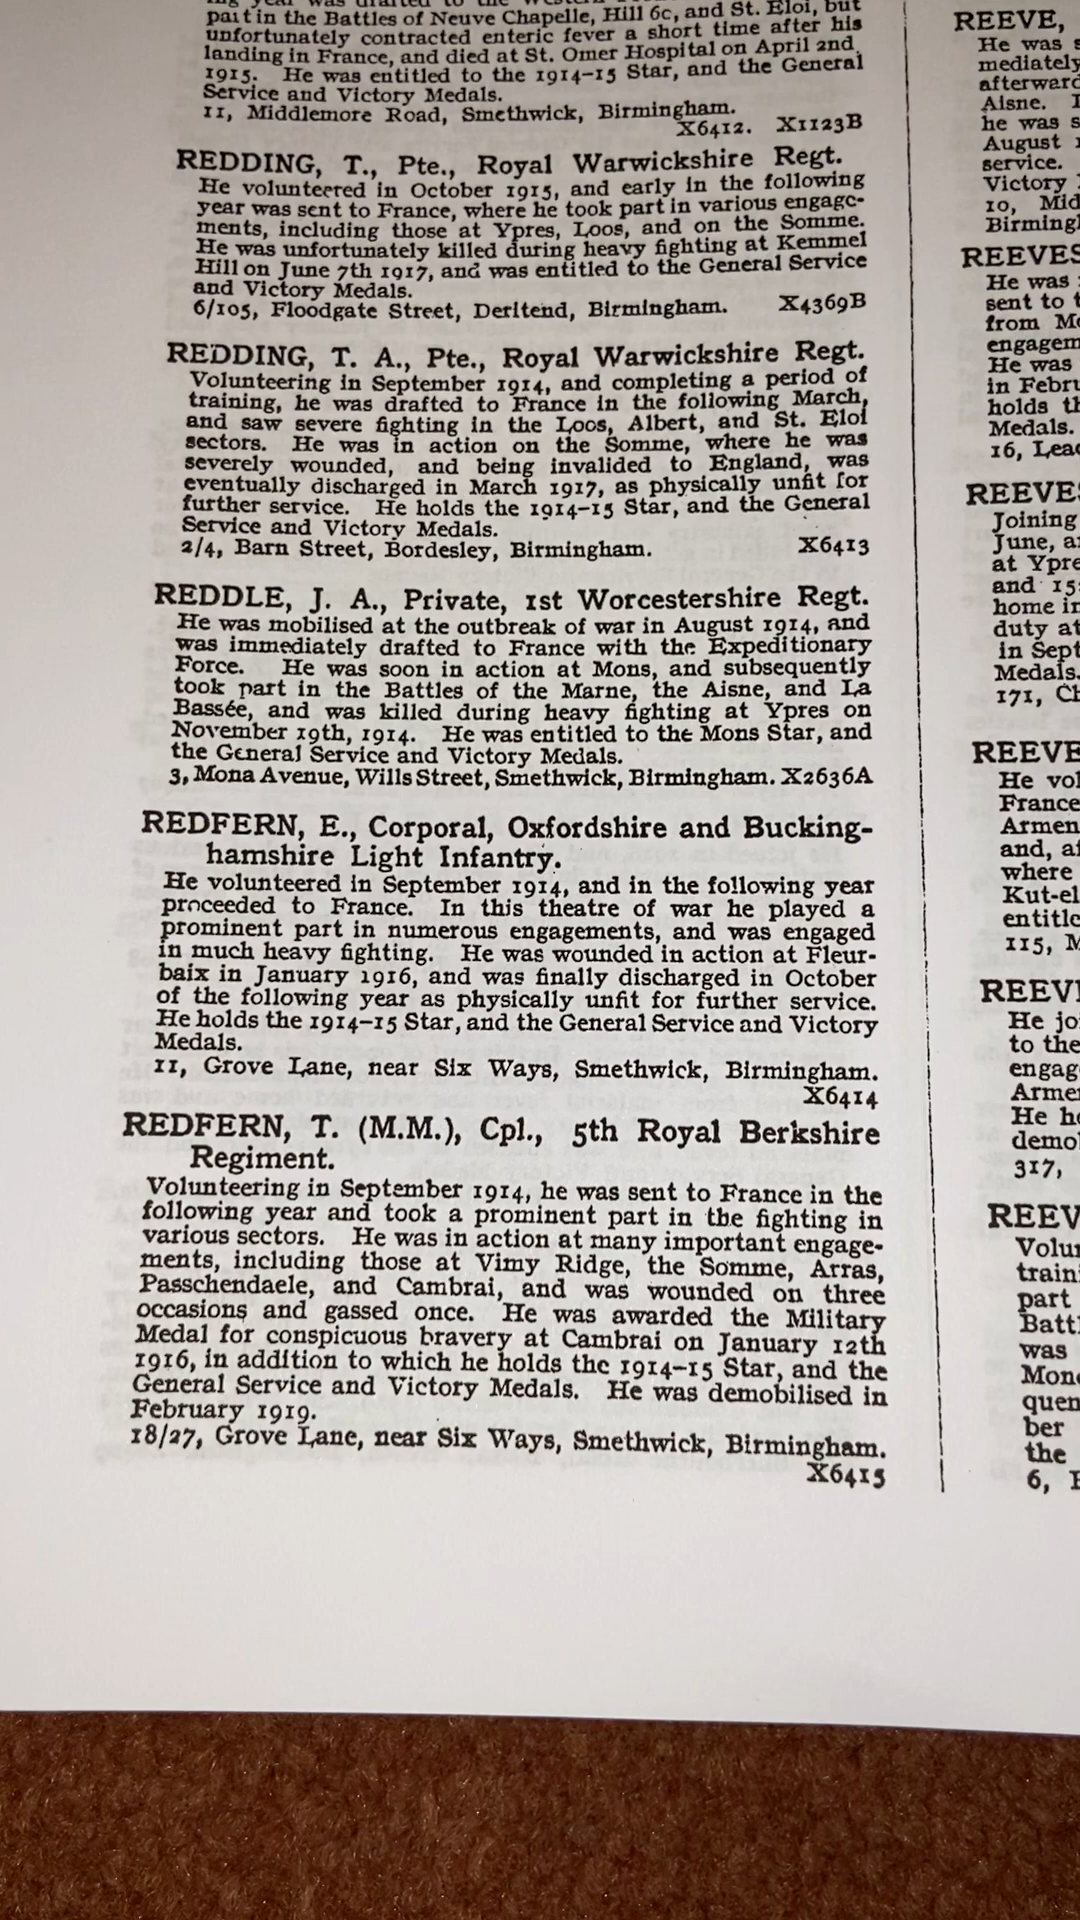 part in the Battles of Neuve Chapelle, Hill 6c, and St. Eloi, but
unfortunately contracted enteric fever a short time after his
landing in France, and died at St. Omer Hospital on April 2nd
1915. He was entitled to the 1914-15 Star, and the General
Service and Victory Medals.
11, Middlemore Road, Smethwick, Birmingham.
X6412. X1123B
REDDING, T., Pte., Royal Warwickshire Regt.
He volunteered in October 1915, and early in the following
year was sent to France, where he took part in various engage-
ments, including those at Ypres, Loos, and on the Somme.
He was unfortunately killed during heavy fighting at Kemmel
Hill on June 7th 1917, and was entitled to the General Service
and Victory Medals.
6/105, Floodgate Street, Deritend, Birmingham. X4369B
REDDING, T. A., Pte., Royal Warwickshire Regt.
Volunteering in September 1914, and completing a period of
training, he was drafted to France in the following March,
and saw severe fighting in the Loos, Albert, and St. Eloi
sectors. He was in action on the Somme, where he was
severely wounded, and being invalided to England, was
eventually discharged in March 1917, as physically unfit for
further service. He holds the 1914-15 Star, and the General
Service and Victory Medals.
2/4, Barn Street, Bordesley, Birmingham. X6413
REDDLE, J. A., Private, 1st Worcestershire Regt.
He was mobilised at the outbreak of war in August 1914, and
was immediately drafted to France with the Expeditionary
Force. He was soon in action at Mons, and subsequently
took part in the Battles of the Marne, the Aisne, and La
Bassée, and was killed during heavy fighting at Ypres on
November 19th, 1914. He was entitled to the Mons Star, and
the General Service and Victory Medals.
3, Mona Avenue, Wills Street, Smethwick, Birmingham. X2636A
REDFERN, E., Corporal, Oxfordshire and Bucking-
hamshire Light Infantry.
He volunteered in September 1914, and in the following year
proceeded to France. In this theatre of war he played a
prominent part in numerous engagements, and was engaged
in much heavy fighting. He was wounded in action at Fleur-
baix in January 1916, and was finally discharged in October
of the following year as physically unfit for further service.
He holds the 1914-15 Star, and the General Service and Victory
Medals.
11, Grove Lane, near Six Ways, Smethwick, Birmingham.
X6414
REDFERN, T. (M.M.), Cpl., 5th Royal Berkshire
Regiment.
Volunteering in September 1914, he was sent to France in the
following year and took a prominent part in the fighting in
various sectors. He was in action at many important engage-
ments, including those at Vimy Ridge, the Somme, Arras,
Passchendaele, and Cambrai, and was wounded on three
occasions and gassed once. He was awarded the Military
Medal for conspicuous bravery at Cambrai on January 12th
1916, in addition to which he holds the 1914-15 Star, and the
General Service and Victory Medals. He was demobilised in
February 1919.
18/27, Grove Lane, near Six Ways, Smethwick, Birmingham.
X6415
REEVE,
He was
mediately
afterward
Aisne.
he was s
August
service.
Victory
10, Mid
Birming
REEVES
He was
sent to
from Mo
engagem
He was
in Febru
holds th
Medals.
16, Lea
REEVES
Joining
June, a
at Ypre
and 15
home in
duty at
in Sept
Medals.
171, Ch
REEVE
He vol
France
Armen
and, af
where
Kut-el
entitle
115, M
REEV
He jo
to the
engag
Arme
He ho
demo
317,
REEV
Volu
train
part
Batt
was
Mon
quen
ber
the
6,